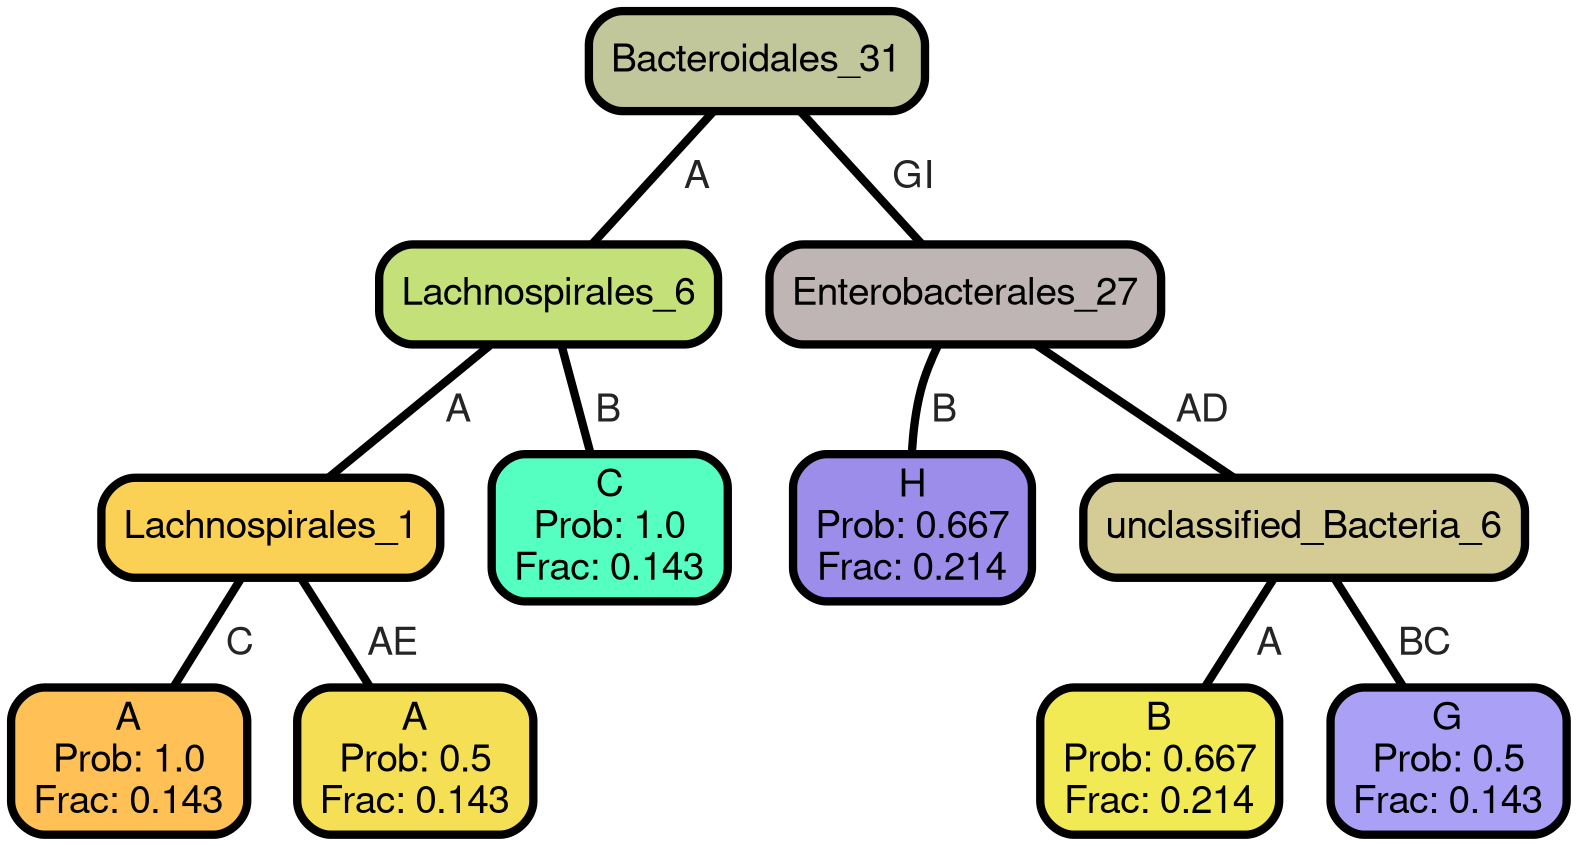 Bacteroidales_31
A
GI
Lachnospirales_6
Enterobacterales_27
A
B
B
AD
Lachnospirales_1
C
Prob: 1.0
Frac: 0.143
H
Prob: 0.667
Frac: 0.214
unclassified_Bacteria_6
C
AE
A
BC
A
Prob: 1.0
Frac: 0.143
A
Prob: 0.5
Frac: 0.143
B
Prob: 0.667
Frac: 0.214
G
Prob: 0.5
Frac: 0.143